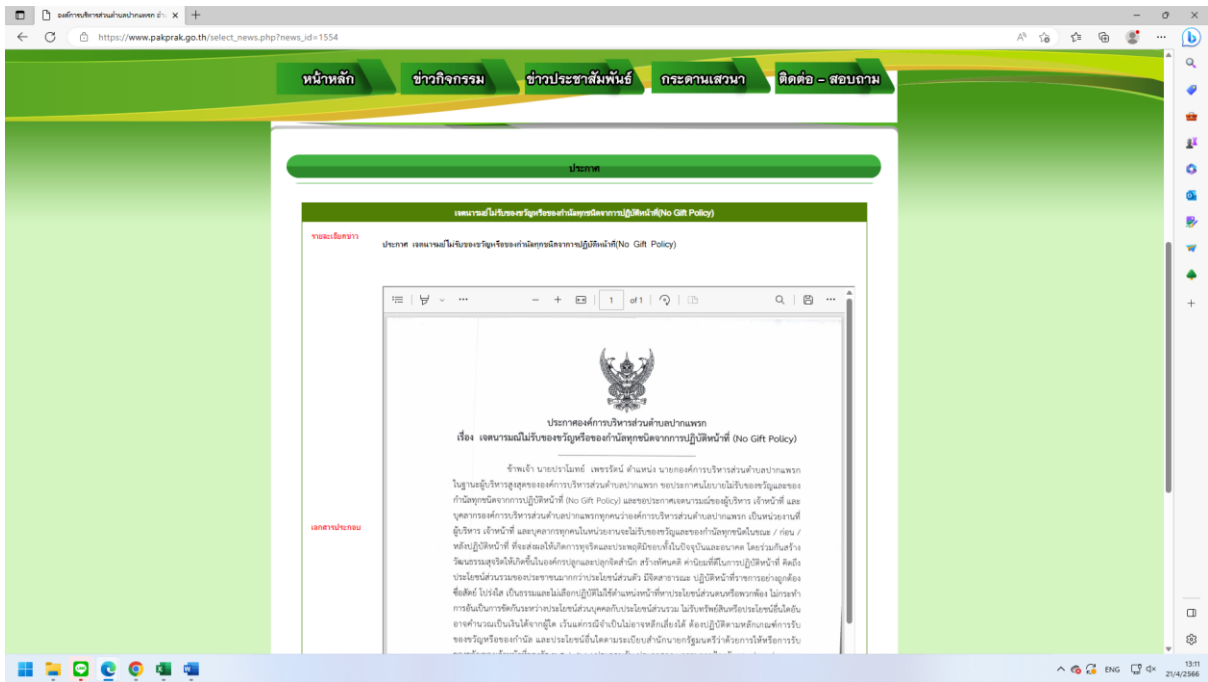 องค์การบริหารส่วนตำบลปากแพรก อำ
https://www.pakprak.go.th/select_news.php?news_id=1554
หน้าหลัก ข่าวกิจกรรม ข่าวประชาสัมพันธ์ กระดานเสวนา ติดต่อ - สอบถาม
ประกาศ
เจตนารมย์ไม่รับของขวัญหรือของกำนัลทุกชนิดจากการปฏิบัติหน้าที่(No Gift Policy)
รายละเอียดข่าว
ประกาศ เจตนารมย์ไม่รับของขวัญหรือของกำนัลทุกชนิดจากการปฏิบัติหน้าที่(No Gift Policy)
1 of 1
ประกาศองค์การบริหารส่วนตำบลปากแพรก
เรื่อง เจตนารมณ์ไม่รับของขวัญหรือของกำนัลทุกชนิดจากการปฏิบัติหน้าที่ (No Gift Policy)
ข้าพเจ้า นายปราโมทย์ เพชรรัตน์ ตำแหน่ง นายกองค์การบริหารส่วนตำบลปากแพรก
ในฐานะผู้บริหารสูงสุดขององค์การบริหารส่วนตำบลปากแพรก ขอประกาศนโยบายไม่รับของขวัญและของ
กำนัลทุกชนิดจากการปฏิบัติหน้าที่ (No Gift Policy) และขอประกาศเจตนารมณ์ของผู้บริหาร เจ้าหน้าที่ และ
บุคลากรองค์การบริหารส่วนตำบลปากแพรกทุกคนว่าองค์การบริหารส่วนตำบลปากแพรก เป็นหน่วยงานที่
เอกสารประกอบ
ผู้บริหาร เจ้าหน้าที่ และบุคลากรทุกคนในหน่วยงานจะไม่รับของขวัญและของกำนัลทุกชนิดในขณะ / ก่อน /
หลังปฏิบัติหน้าที่ ที่จะส่งผลให้เกิดการทุจริตและประพฤติมิชอบทั้งในปัจจุบันและอนาคต โดยร่วมกันสร้าง
วัฒนธรรมสุจริตให้เกิดขึ้นในองค์กรปลูกและปลุกจิตสำนึก สร้างทัศนคติ ค่านิยมที่ดีในการปฏิบัติหน้าที่ คิดถึง
ประโยชน์ส่วนรวมของประชาชนมากกว่าประโยชน์ส่วนตัว มีจิตสาธารณะ ปฏิบัติหน้าที่ราชการอย่างถูกต้อง
ซื่อสัตย์ โปร่งใส เป็นธรรมและไม่เลือกปฏิบัติไม่ใช้ตำแหน่งหน้าที่หาประโยชน์ส่วนตนหรือพวกพ้อง ไม่กระทำ
การอันเป็นการขัดกันระหว่างประโยชน์ส่วนบุคคลกับประโยชน์ส่วนรวม ไม่รับทรัพย์สินหรือประโยชน์อื่นใดอัน
อาจคำนวณเป็นเงินได้จากผู้ใด เว้นแต่กรณีจำเป็นไม่อาจหลีกเลี่ยงได้ ต้องปฏิบัติตามหลักเกณฑ์การรับ
ของขวัญหรือของกำนัล และประโยชน์อื่นใดตามระเบียบสำนักนายกรัฐมนตรีว่าด้วยการให้หรือการรับ
ENG
13:11
21/4/2566